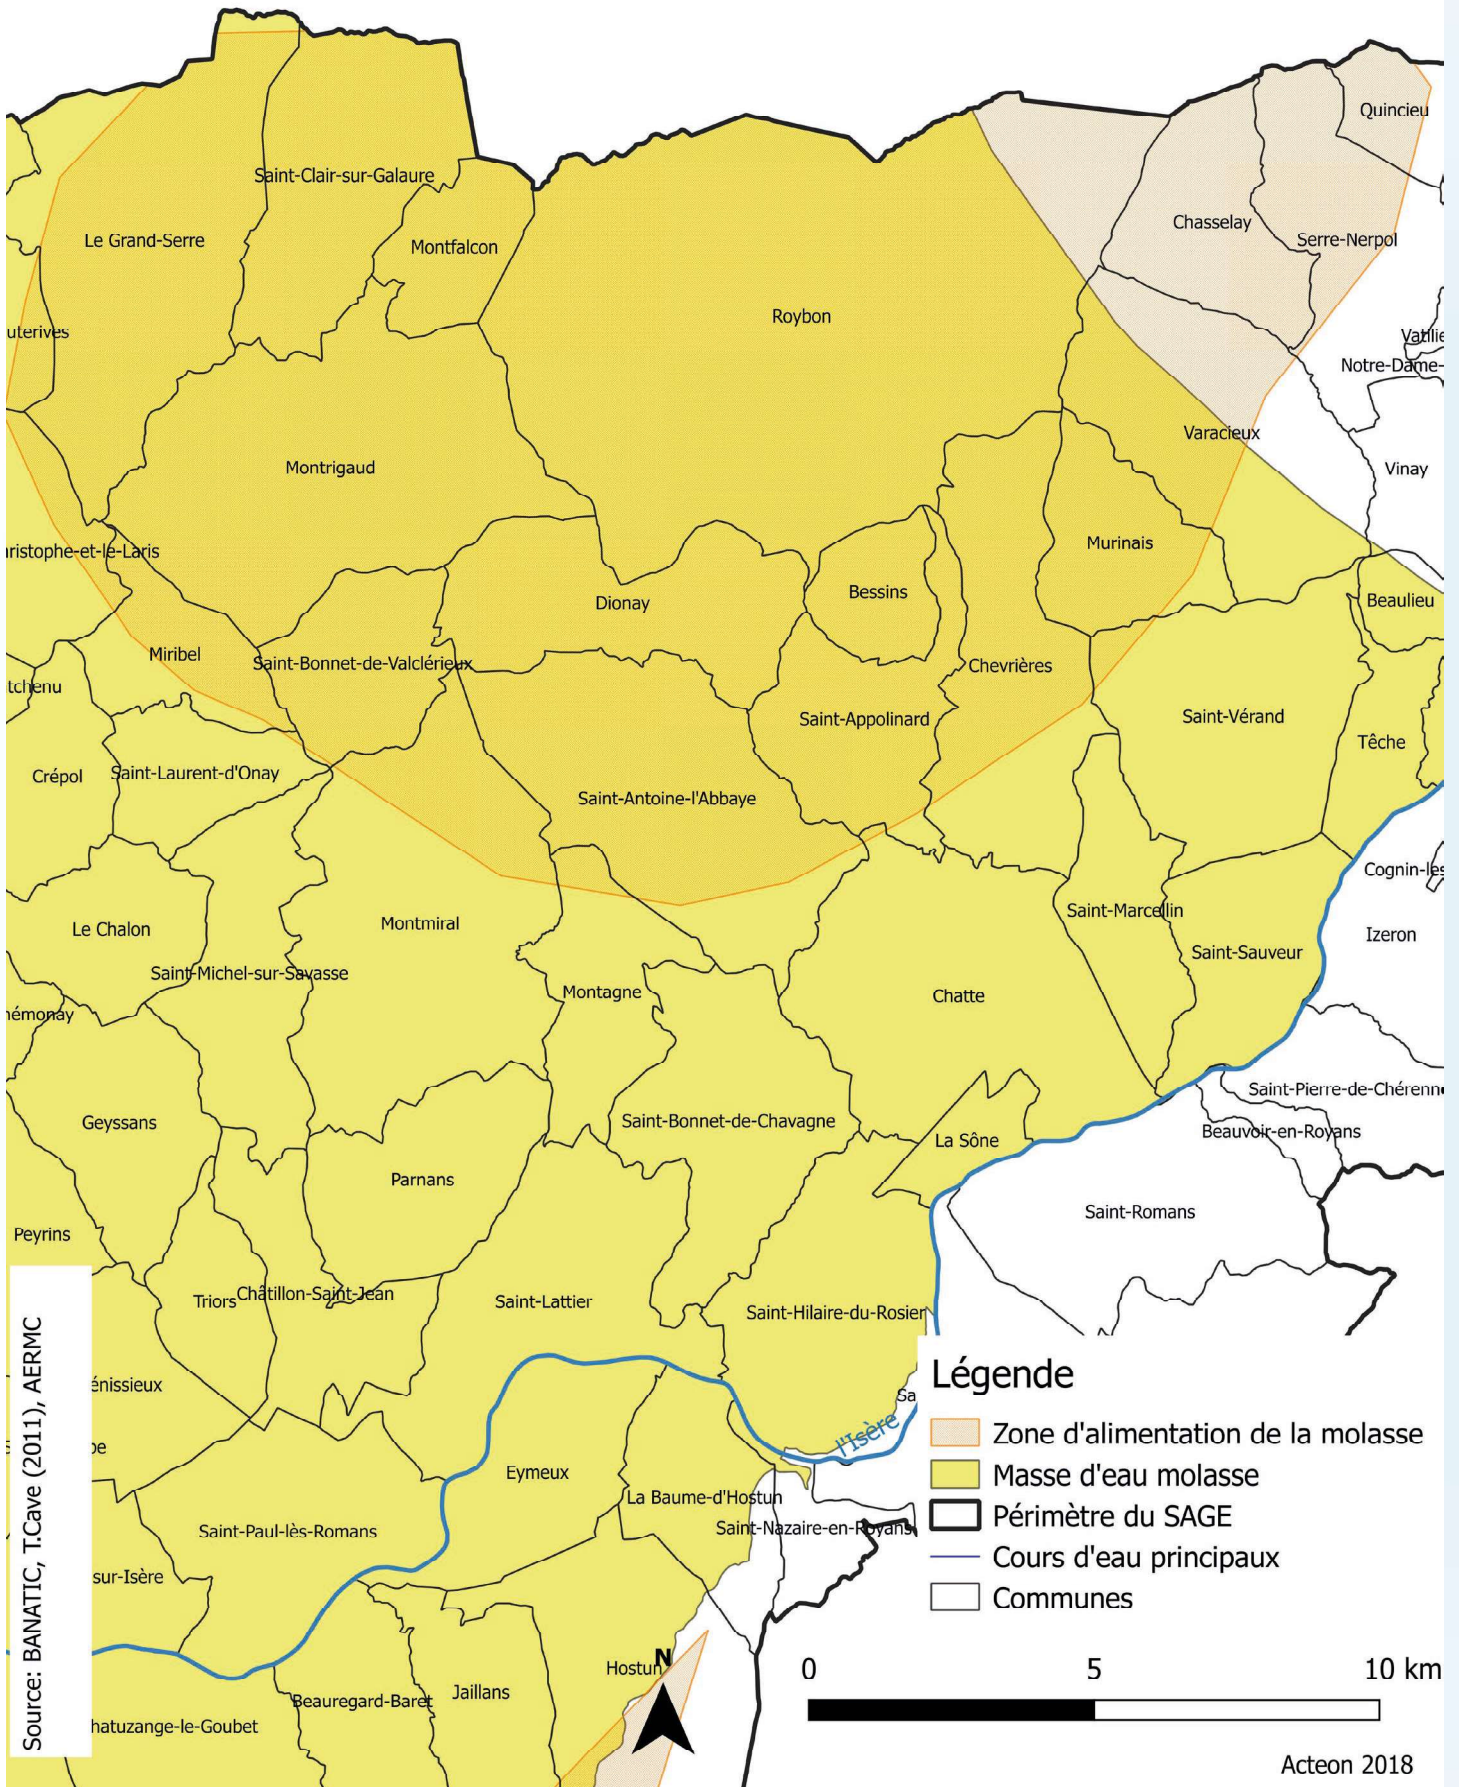 Quincieu
Saint-Clair-sur-Galaure
Chasselay
Le Grand-Serre
Montfalcon
Serre-Nerpol
Roybon
uterives
Vatilie
Notre-Dame-
Varacieux
Montrigaud
Vinay
Murinais
ristophe-et-le-Laris
Bessins
Dionay
Beaulieu
Miribel
Saint-Bonnet-de-Valclérieux
Chevrières
tchenu
Saint-Appolinard
Saint-Vérand
Têche
Crépol
Saint-Laurent-d'Onay
Saint-Antoine-l'Abbaye
Cognin-les
Saint-Marcellin
Le Chalon
Montmiral
Izeron
Saint-Sauveur
Saint-Michel-sur-Savasse
Montagne
Chatte
némonay
Saint-Pierre-de-Chérenn
Geyssans
Saint-Bonnet-de-Chavagne
La Sône
Beauvoir-en-Royans
Parnans
Saint-Romans
Peyrins
Triors
Châtillon-Saint-Jean
Saint-Lattier
Saint-Hilaire-du-Rosier
énissieux
Sa
l'Isère
pe
Eymeux
La Baume-d'Hostun
Saint-Paul-lès-Romans
Saint-Nazaire-en-Royans
sur-Isère
Hostun
Jaillans
Beauregard-Baret
hatuzange-le-Goubet
N
Légende
Zone d'alimentation de la molasse
Masse d'eau molasse
Périmètre du SAGE
Cours d'eau principaux
Communes
0 5 10 km
Acteon 2018
Source: BANATIC, T.Cave (2011), AERMC